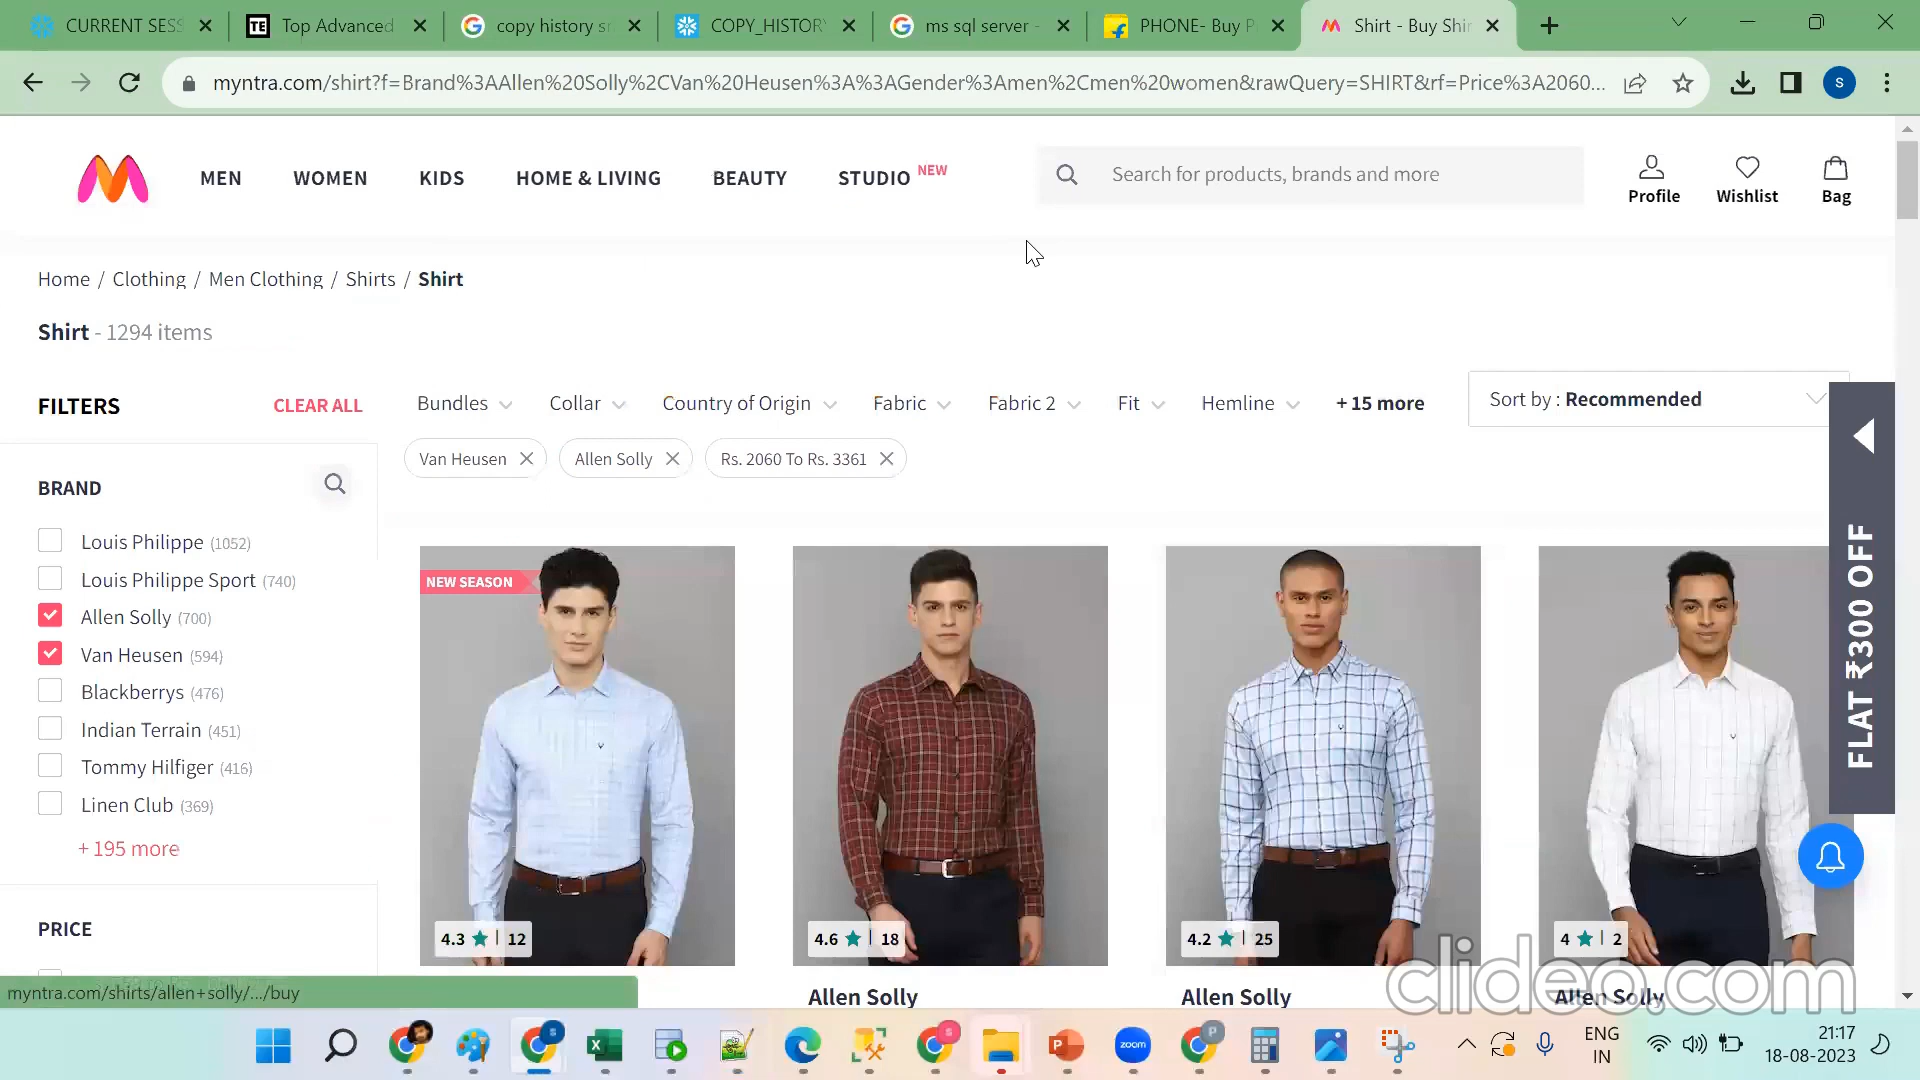 CURRENT SESS
Top Advanced
copy history sn
COPY_HISTORY
ms sql server -
PHONE- Buy P
Shirt - Buy Shir
myntra.com/shirt?f=Brand%3AAllen%20Solly%2CVan%20Heusen%3A%3AGender%3Amen%2Cmen%20women&rawQuery=SHIRT&rf=Price%3A2060...
S
MEN
WOMEN
KIDS
HOME & LIVING
BEAUTY
STUDIO NEW
Search for products, brands and more
Profile
Wishlist
Bag
Home / Clothing / Men Clothing / Shirts / Shirt
Shirt - 1294 items
FILTERS
CLEAR ALL
Bundles
Collar
Country of Origin
Fabric
Fabric 2
Fit
Hemline
+ 15 more
Sort by : Recommended
Van Heusen
Allen Solly
Rs. 2060 To Rs. 3361
BRAND
Louis Philippe (1052)
Louis Philippe Sport (740)
Allen Solly (700)
Van Heusen (594)
Blackberrys (476)
Indian Terrain (451)
Tommy Hilfiger (416)
Linen Club (369)
+ 195 more
PRICE
NEW SEASON
4.3 | 12
4.6 | 18
4.2 | 25
4 | 2
Allen Solly
Allen Solly
Allen Solly
FLAT ₹300 OFF
clideo.com
myntra.com/shirts/allen+solly/.../buy
zoom
ENG
IN
21:17
18-08-2023